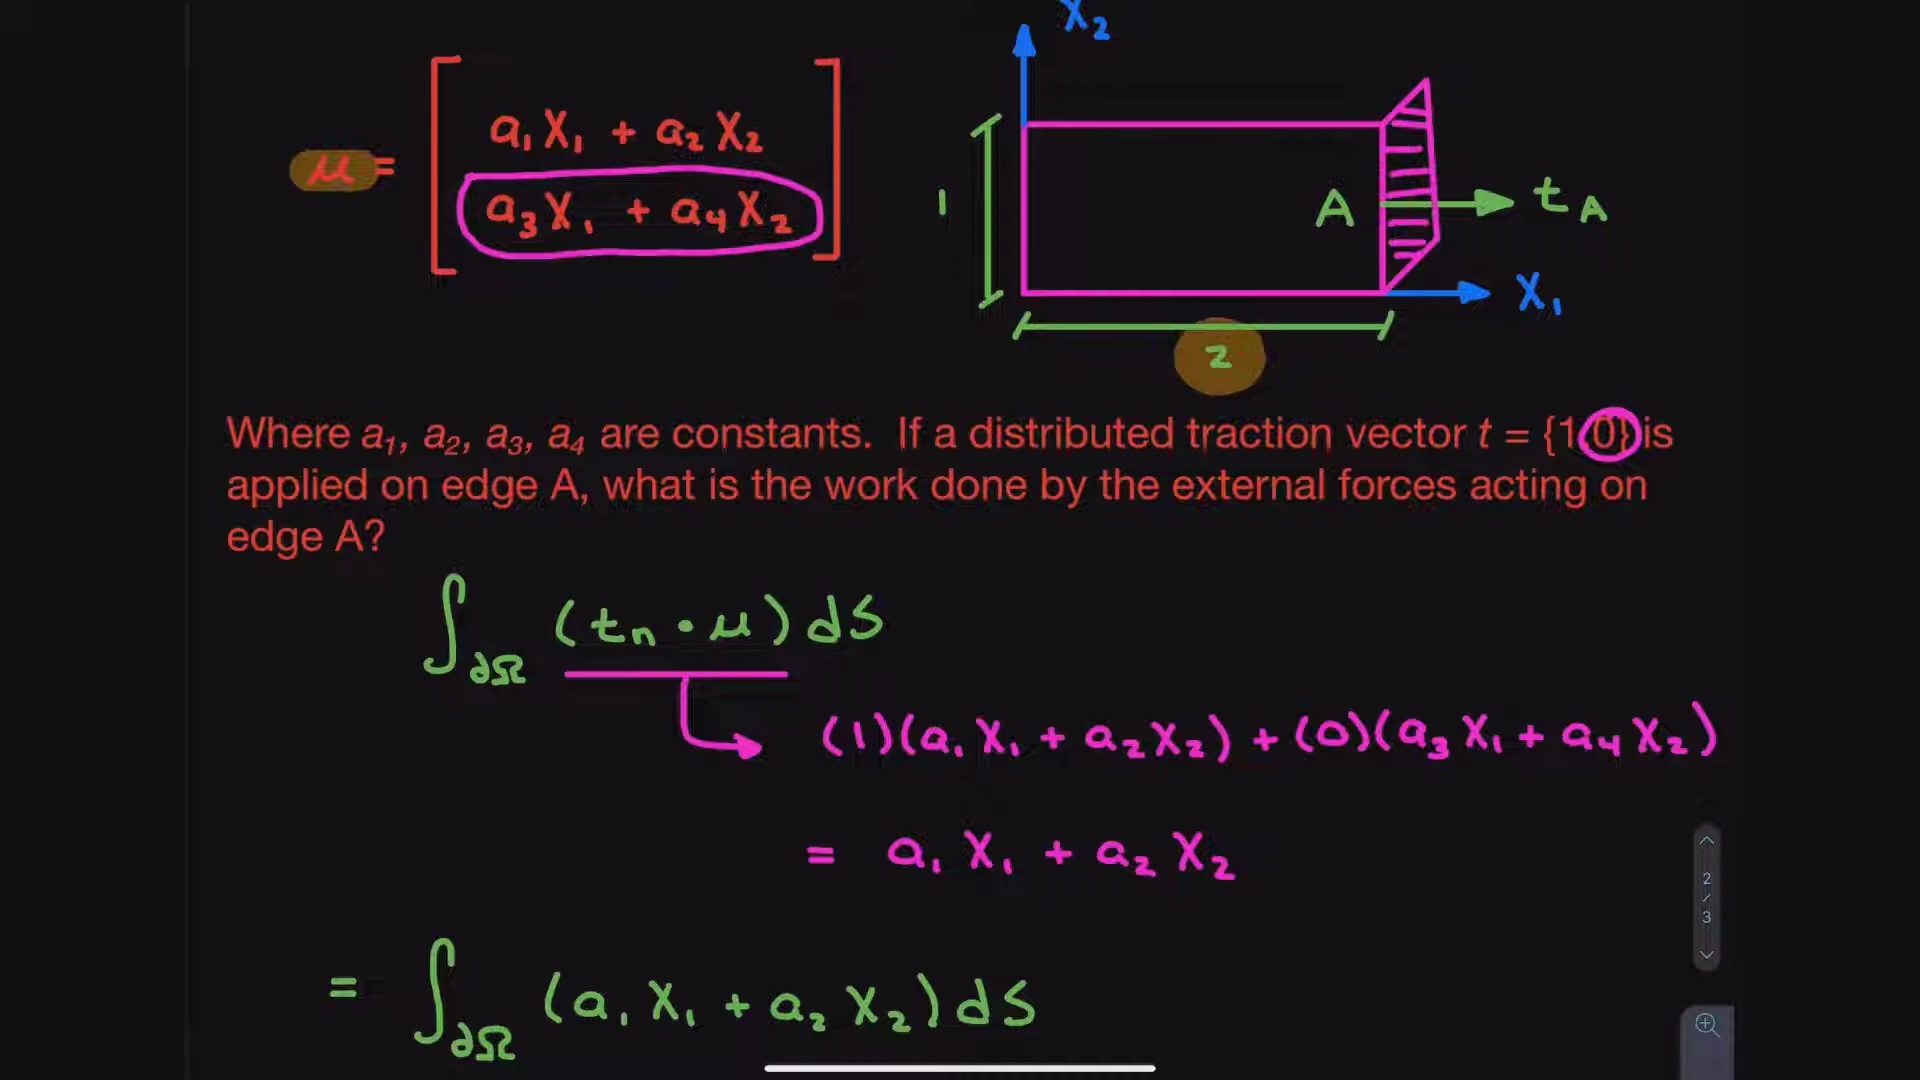 X₂
a₁X₁ + a₂X₂
μ =
a₃X₁ + a₄X₂
1
A
t_A
X₁
2
Where a₁, a₂, a₃, a₄ are constants. If a distributed traction vector t = {1,0} is
applied on edge A, what is the work done by the external forces acting on
edge A?
∫∂Ω (tₙ · μ) dS
(1)(a₁X₁ + a₂X₂) + (0)(a₃X₁ + a₄X₂)
= a₁X₁ + a₂X₂
2
/
3
= ∫∂Ω (a₁X₁ + a₂X₂) dS